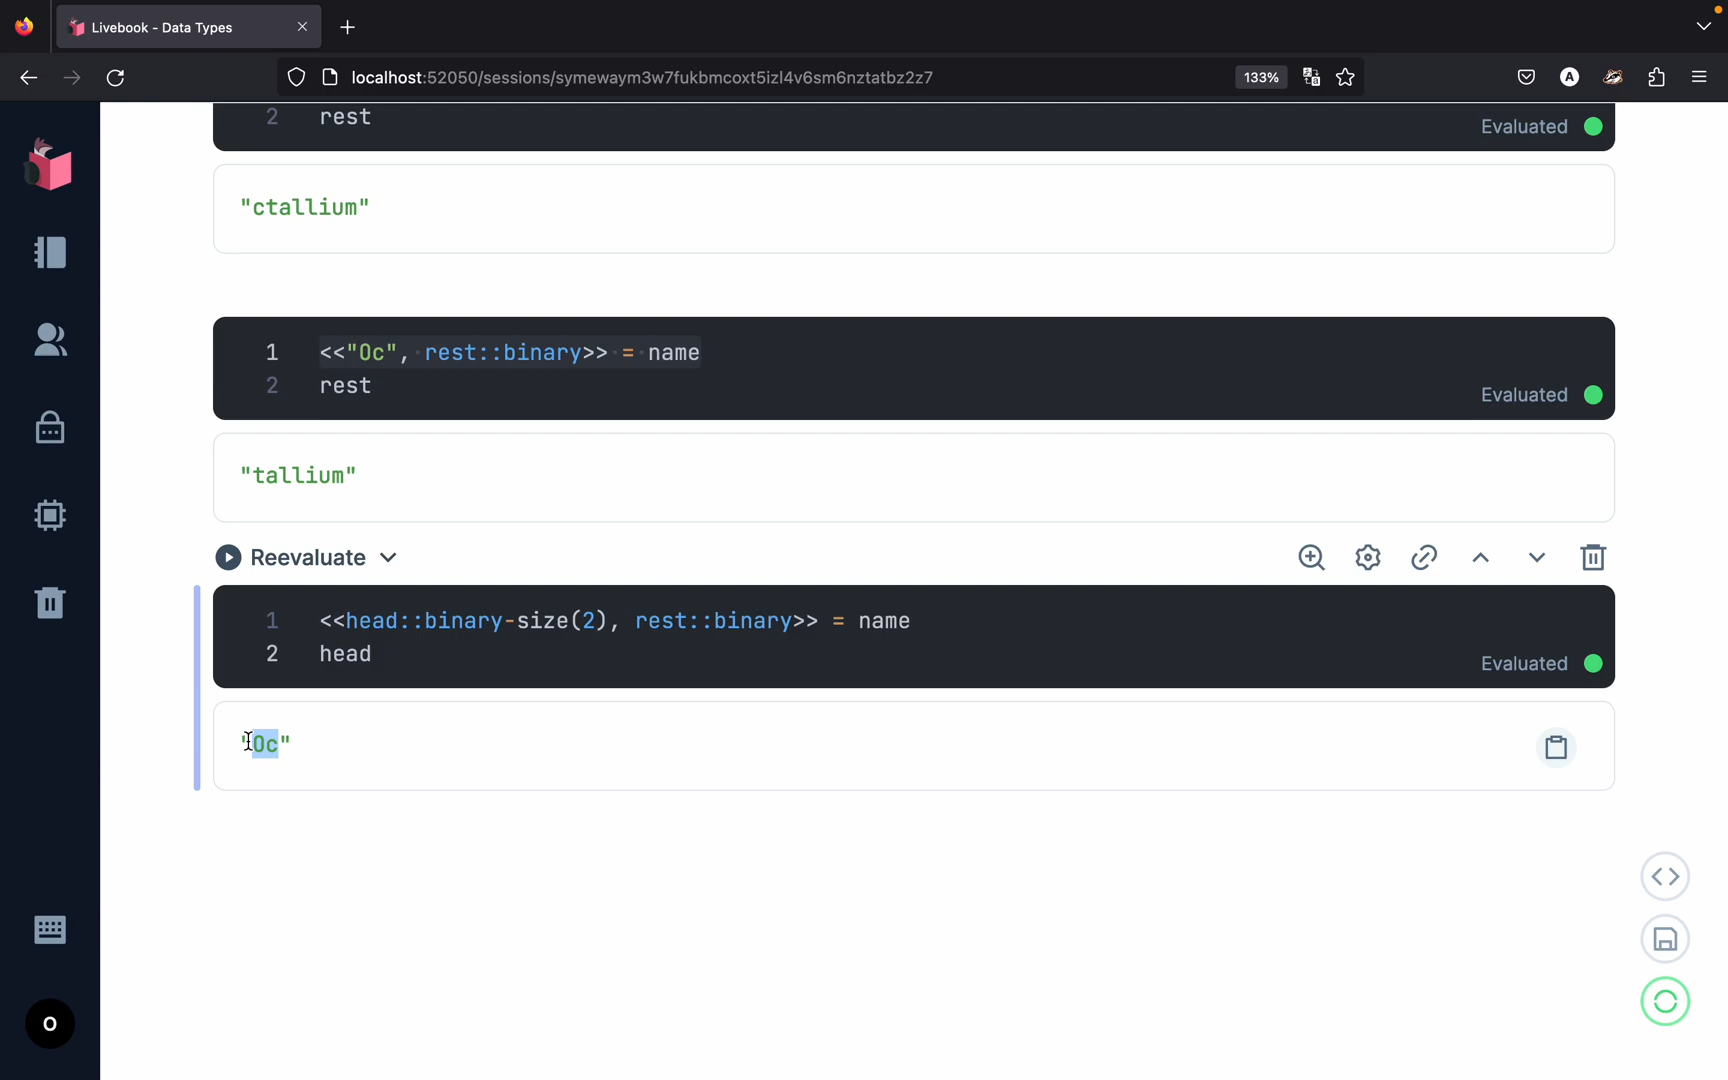 Livebook - Data Types
localhost:52050/sessions/symewaym3w7fukbmcoxt5izl4v6sm6nztatbz2z7
133%
A
2 rest
Evaluated
"ctallium"
1 <<"Oc", rest::binary>> = name
2 rest
Evaluated
"tallium"
Reevaluate
1 <<head::binary-size(2), rest::binary>> = name
2 head
Evaluated
"Oc"
O